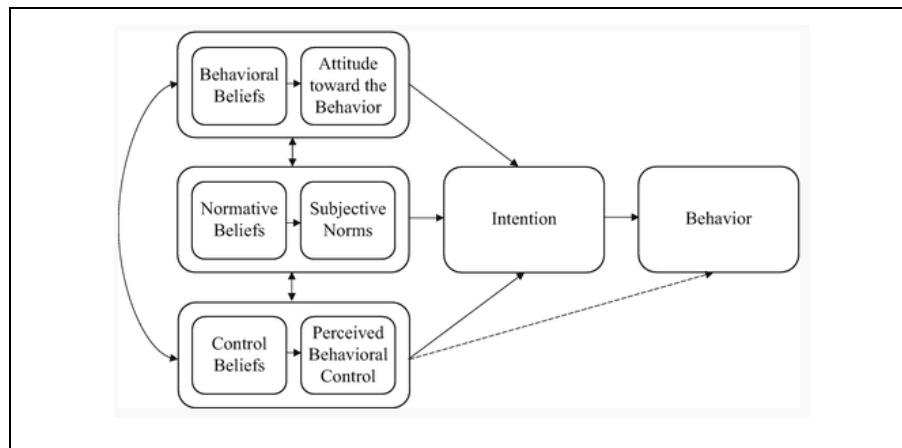 Behavioral
Beliefs
Attitude
toward the
Behavior
Normative
Beliefs
Subjective
Norms
Intention
Behavior
Control
Beliefs
Perceived
Behavioral
Control